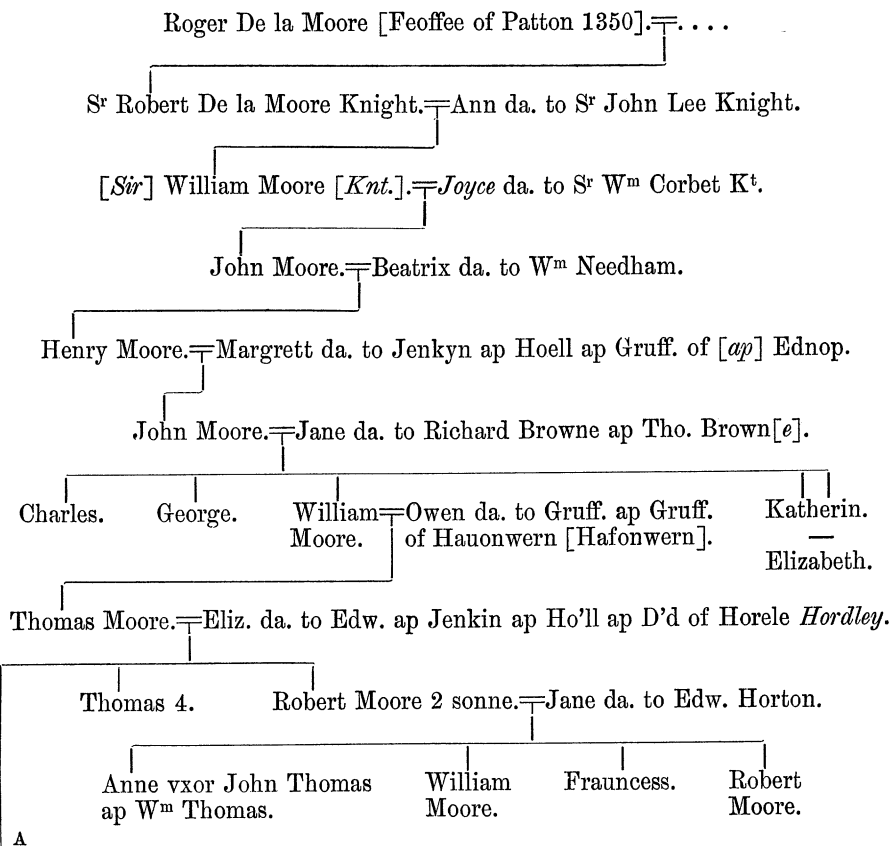 Roger De la Moore [Feoffee of Patton 1350].=. . . .
Sʳ Robert De la Moore Knight.=Ann da. to Sʳ John Lee Knight.
[Sir] William Moore [Knt.].=Joyce da. to Sʳ Wᵐ Corbet Kᵗ.
John Moore.=Beatrix da. to Wᵐ Needham.
Henry Moore.=Margrett da. to Jenkyn ap Hoell ap Gruff. of [ap] Ednop.
John Moore.=Jane da. to Richard Browne ap Tho. Brown[e].
Charles. George. William=Owen da. to Gruff. ap Gruff. Katherin.
Moore. of Hauonwern [Hafonwern]. —
Elizabeth.
Thomas Moore.=Eliz. da. to Edw. ap Jenkin ap Ho'll ap D'd of Horele Hordley.
Thomas 4. Robert Moore 2 sonne.=Jane da. to Edw. Horton.
Anne vxor John Thomas William Frauncess. Robert
ap Wᵐ Thomas. Moore. Moore.
A